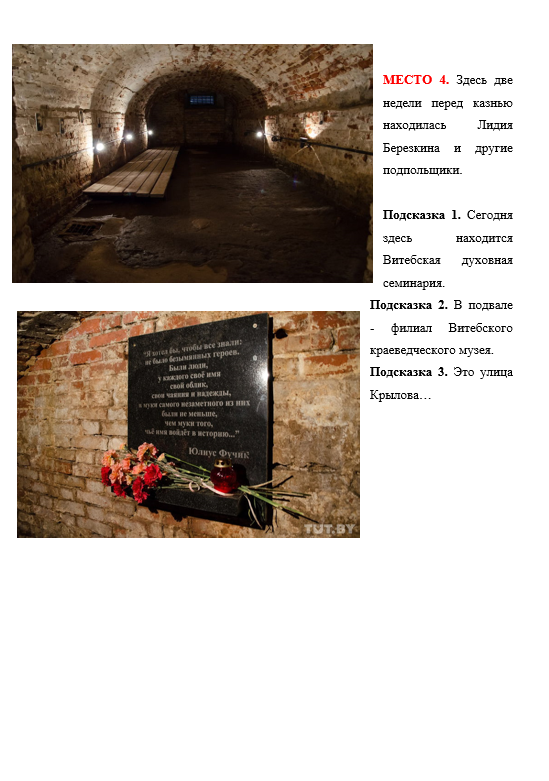 МЕСТО 4. Здесь две
недели перед казнью
находилась Лидия
Березкина и другие
подпольщики.
Подсказка 1. Сегодня
здесь находится
Витебская духовная
семинария.
Подсказка 2. В подвале
- филиал Витебского
краеведческого музея.
Подсказка 3. Это улица
Крылова…
"Я хотел бы, чтобы все знали:
не было безымянных героев.
Были люди,
у каждого своё имя
свой облик,
свои чаяния и надежды,
и муки самого незаметного из них
были не меньше,
чем муки того,
чьё имя войдёт в историю..."
Юлиус Фучик
TUT.BY